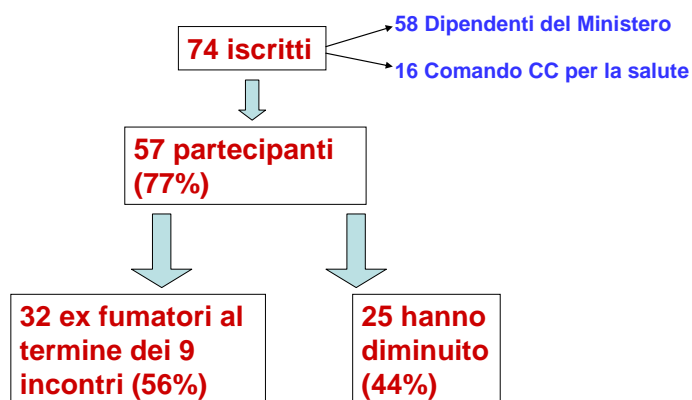 58 Dipendenti del Ministero
74 iscritti
16 Comando CC per la salute
57 partecipanti
(77%)
32 ex fumatori al
termine dei 9
incontri (56%)
25 hanno
diminuito
(44%)